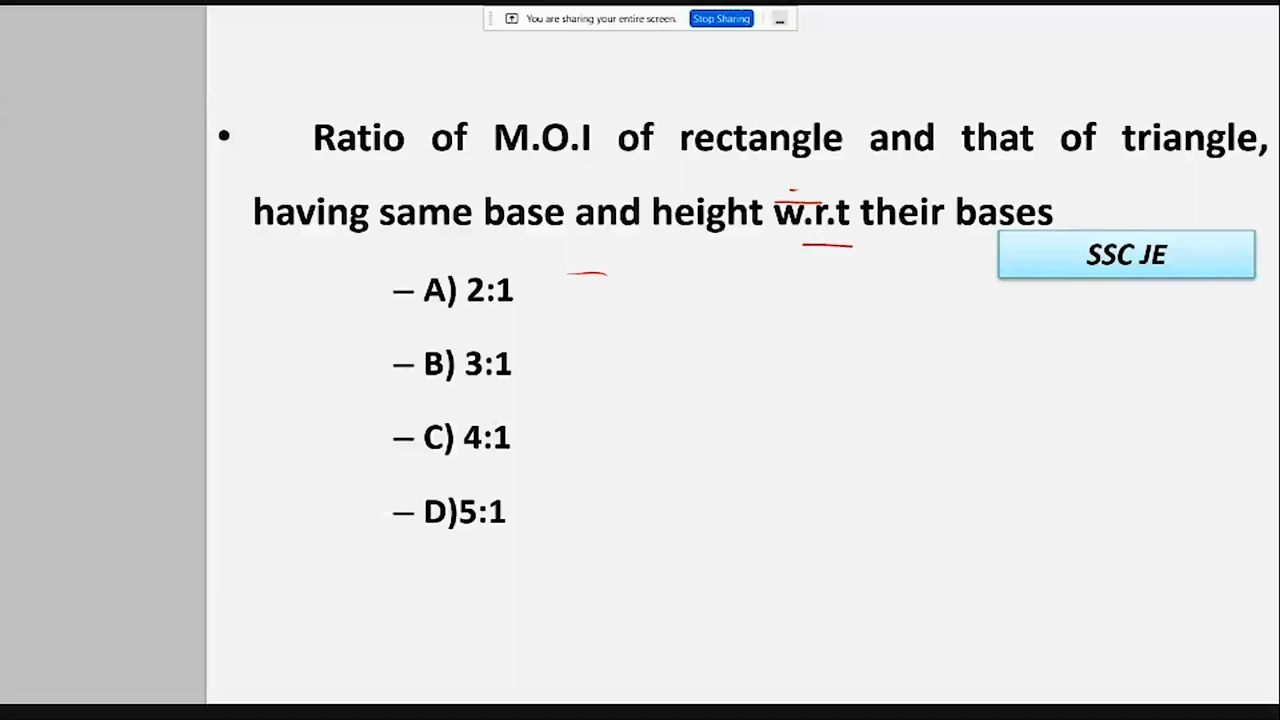 You are sharing your entire screen. Stop Sharing
• Ratio of M.O.I of rectangle and that of triangle,
having same base and height w.r.t their bases
SSC JE
– A) 2:1
– B) 3:1
– C) 4:1
– D)5:1